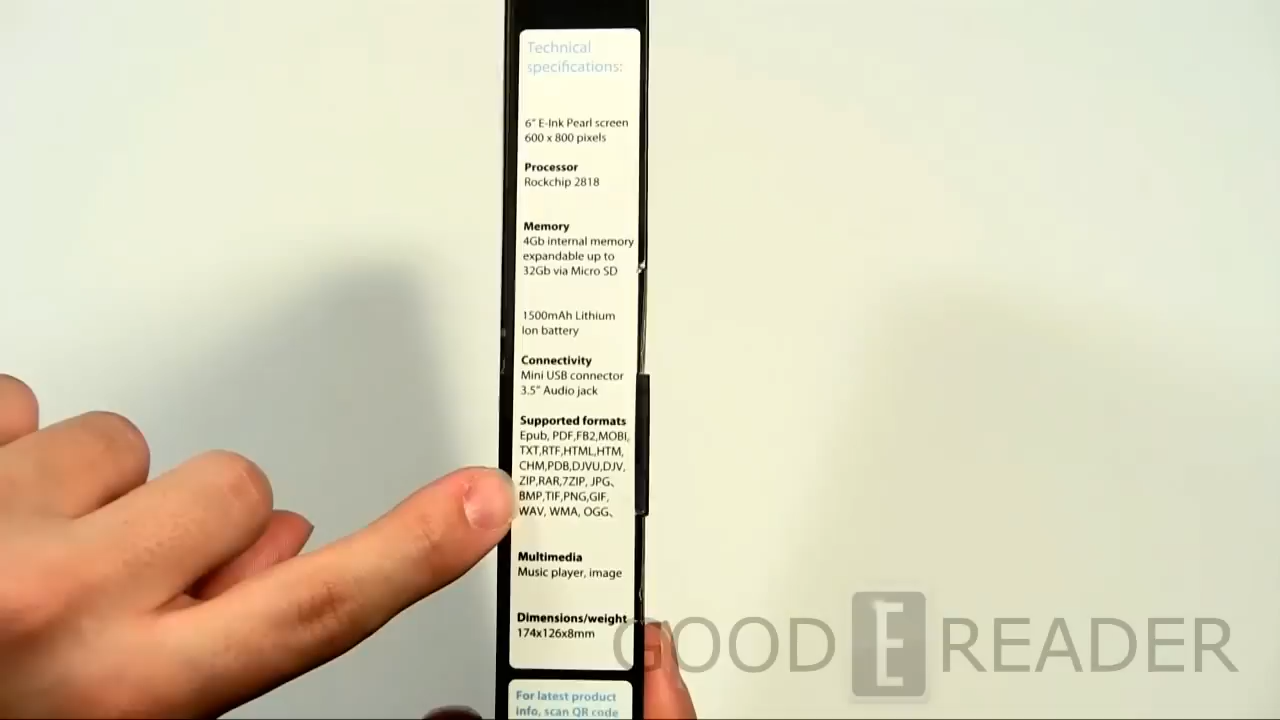 Technical
specifications:
6" E-Ink Pearl screen
600 x 800 pixels
Processor
Rockchip 2818
Memory
4Gb internal memory
expandable up to
32Gb via Micro SD
1500mAh Lithium
Ion battery
Connectivity
Mini USB connector
3.5" Audio jack
Supported formats
Epub, PDF,FB2,MOBI,
TXT,RTF,HTML,HTM,
CHM,PDB,DJVU,DJV,
ZIP,RAR,7ZIP, JPG、
BMP,TIF,PNG,GIF,
WAV, WMA, OGG、
Multimedia
Music player, image
Dimensions/weight
174x126x8mm
For latest product
info, scan QR code
GOOD E READER